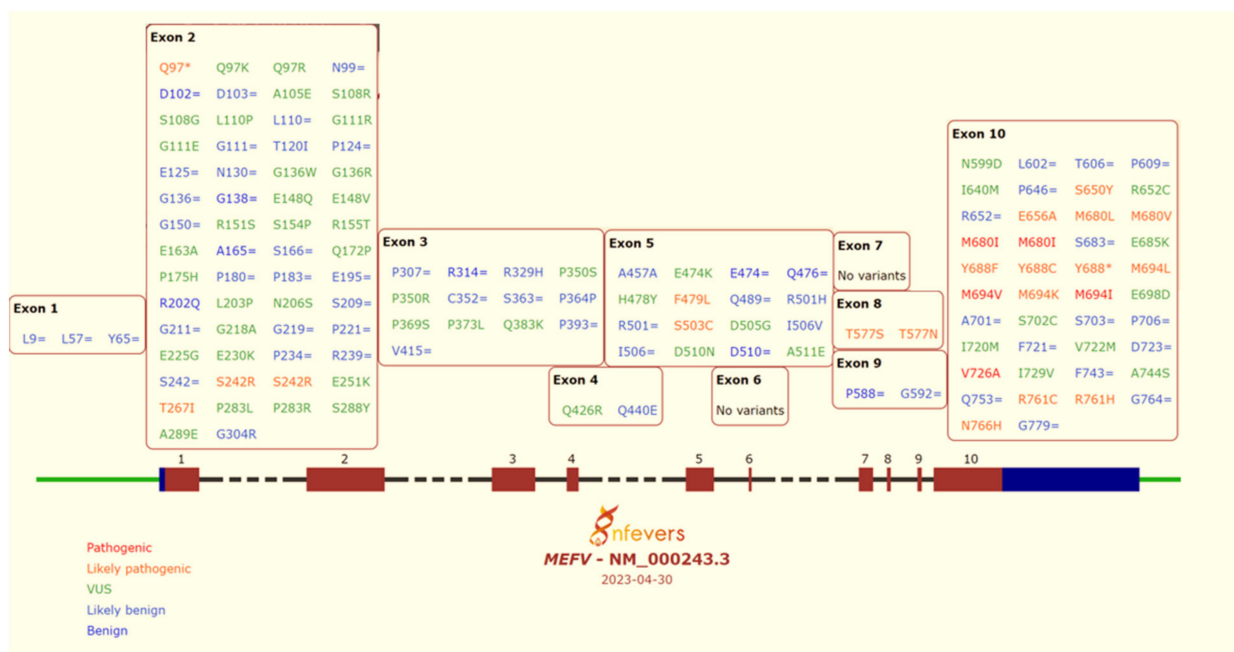 Exon 2
Q97* Q97K Q97R N99=
D102= D103= A105E S108R
S108G L110P L110= G111R
G111E G111= T120I P124=
E125= N130= G136W G136R
G136= G138= E148Q E148V
G150= R151S S154P R155T
E163A A165= S166= Q172P
P175H P180= P183= E195=
R202Q L203P N206S S209=
G211= G218A G219= P221=
E225G E230K P234= R239=
S242= S242R S242R E251K
T267I P283L P283R S288Y
A289E G304R
Exon 10
N599D L602= T606= P609=
I640M P646= S650Y R652C
R652= E656A M680L M680V
M680I M680I S683= E685K
Y688F Y688C Y688* M694L
M694V M694K M694I E698D
A701= S702C S703= P706=
I720M F721= V722M D723=
V726A I729V F743= A744S
Q753= R761C R761H G764=
N766H G779=
Exon 3
P307= R314= R329H P350S
P350R C352= S363= P364P
P369S P373L Q383K P393=
V415=
Exon 5
A457A E474K E474= Q476=
H478Y F479L Q489= R501H
R501= S503C D505G I506V
I506= D510N D510= A511E
Exon 7
No variants
Exon 1
L9= L57= Y65=
Exon 8
T577S T577N
Exon 9
P588= G592=
Exon 4
Q426R Q440E
Exon 6
No variants
1 2 3 4 5 6 7 8 9 10
nfevers
MEFV - NM_000243.3
2023-04-30
Pathogenic
Likely pathogenic
VUS
Likely benign
Benign